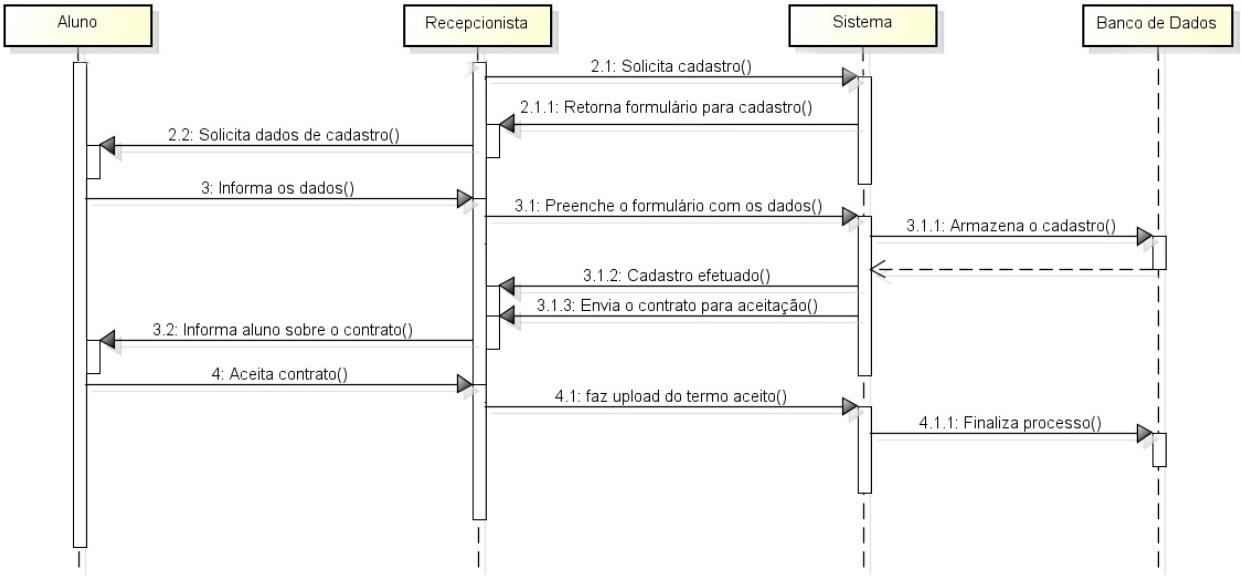 Aluno
Recepcionista
Sistema
Banco de Dados
2.1: Solicita cadastro()
2.1.1: Retorna formulário para cadastro()
2.2: Solicita dados de cadastro()
3: Informa os dados()
3.1: Preenche o formulário com os dados()
3.1.1: Armazena o cadastro()
3.1.2: Cadastro efetuado()
3.1.3: Envia o contrato para aceitação()
3.2: Informa aluno sobre o contrato()
4: Aceita contrato()
4.1: faz upload do termo aceito()
4.1.1: Finaliza processo()